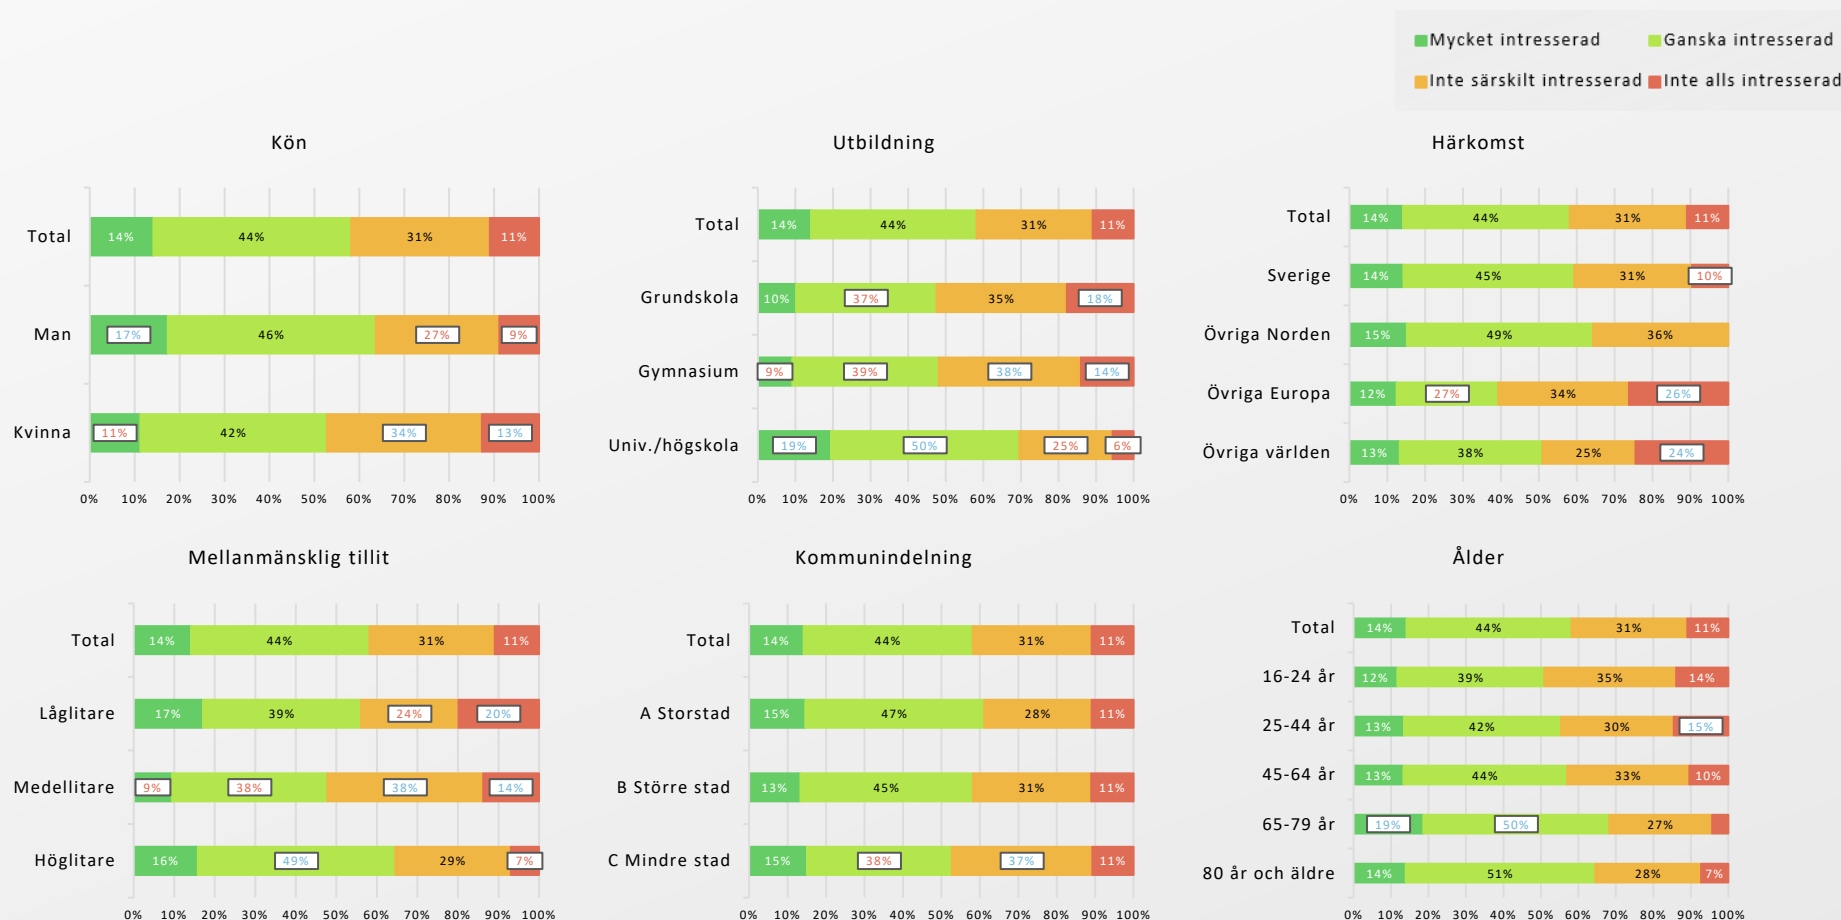 Mycket intresserad Ganska intresserad
Inte särskilt intresserad Inte alls intresserad
Kön
Total 14% 44% 31% 11%
Man 17% 46% 27% 9%
Kvinna 11% 42% 34% 13%
0% 10% 20% 30% 40% 50% 60% 70% 80% 90% 100%
Utbildning
Total 14% 44% 31% 11%
Grundskola 10% 37% 35% 18%
Gymnasium 9% 39% 38% 14%
Univ./högskola 19% 50% 25% 6%
0% 10% 20% 30% 40% 50% 60% 70% 80% 90% 100%
Härkomst
Total 14% 44% 31% 11%
Sverige 14% 45% 31% 10%
Övriga Norden 15% 49% 36%
Övriga Europa 12% 27% 34% 26%
Övriga världen 13% 38% 25% 24%
0% 10% 20% 30% 40% 50% 60% 70% 80% 90% 100%
Mellanmänsklig tillit
Total 14% 44% 31% 11%
Låglitare 17% 39% 24% 20%
Medellitare 9% 38% 38% 14%
Höglitare 16% 49% 29% 7%
0% 10% 20% 30% 40% 50% 60% 70% 80% 90% 100%
Kommunindelning
Total 14% 44% 31% 11%
A Storstad 15% 47% 28% 11%
B Större stad 13% 45% 31% 11%
C Mindre stad 15% 38% 37% 11%
0% 10% 20% 30% 40% 50% 60% 70% 80% 90% 100%
Ålder
Total 14% 44% 31% 11%
16-24 år 12% 39% 35% 14%
25-44 år 13% 42% 30% 15%
45-64 år 13% 44% 33% 10%
65-79 år 19% 50% 27%
80 år och äldre 14% 51% 28% 7%
0% 10% 20% 30% 40% 50% 60% 70% 80% 90% 100%